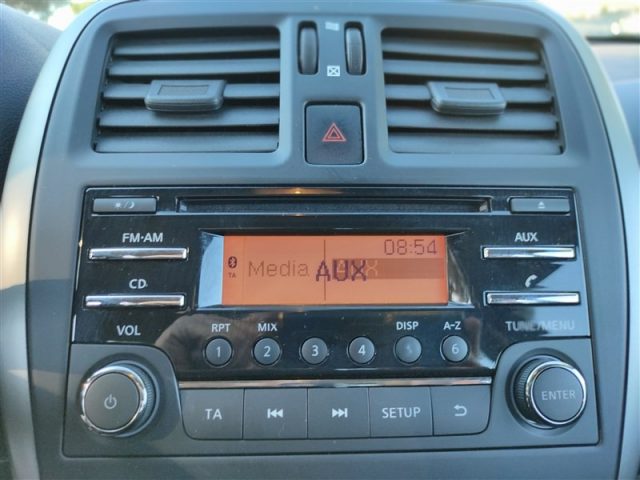 FM·AM
AUX
08:54
TA
Media AUX
CD
VOL
RPT
MIX
DISP
A-Z
TUNE/MENU
1
2
3
4
5
6
TA
SETUP
ENTER